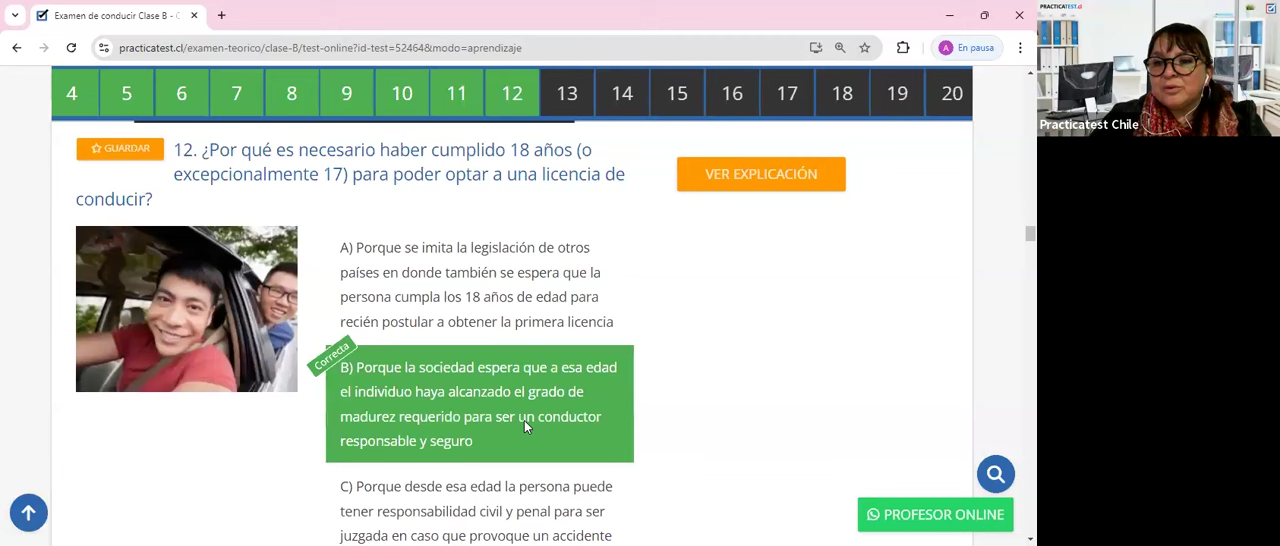 Examen de conducir Clase B - C
practicatest.cl/examen-teorico/clase-B/test-online?id-test=52464&modo=aprendizaje
A
En pausa
4 5 6 7 8 9 10 11 12 13 14 15 16 17 18 19 20
GUARDAR
12. ¿Por qué es necesario haber cumplido 18 años (o
excepcionalmente 17) para poder optar a una licencia de
conducir?
VER EXPLICACIÓN
A) Porque se imita la legislación de otros
países en donde también se espera que la
persona cumpla los 18 años de edad para
recién postular a obtener la primera licencia
Correcta
B) Porque la sociedad espera que a esa edad
el individuo haya alcanzado el grado de
madurez requerido para ser un conductor
responsable y seguro
C) Porque desde esa edad la persona puede
tener responsabilidad civil y penal para ser
juzgada en caso que provoque un accidente
PROFESOR ONLINE
PRACTICATEST.cl
Practicatest Chile